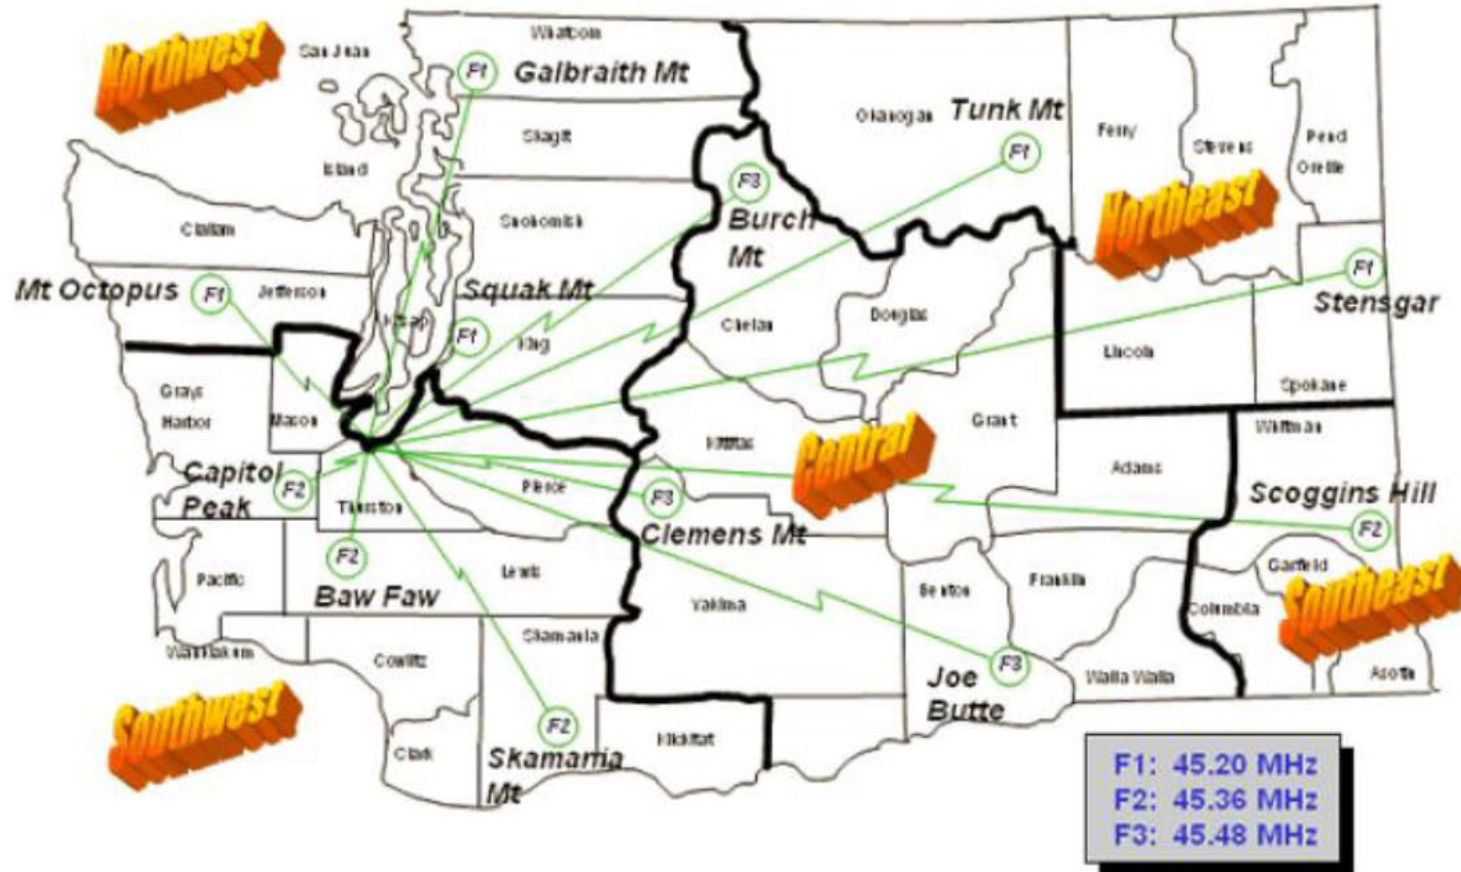 Northwest
San Juan
Whatcom
F1
Galbraith Mt
Skagit
Island
Okanogan
Tunk Mt
F1
Ferry
Stevens
Pend
Oreille
Northeast
F3
Burch
Mt
Clallam
Snohomish
Mt Octopus
F1
Jefferson
Squak Mt
Kitsap
F1
King
Chelan
Douglas
F1
Stensgar
Lincoln
Spokane
Grays
Harbor
Mason
Kittitas
Central
Grant
Whitman
Adams
Capitol
Peak
F2
Thurston
Pierce
F3
Clemens Mt
Scoggins Hill
F2
F2
Baw Faw
Pacific
Lewis
Yakima
Benton
Franklin
Garfield
Columbia
Southeast
Wahkiakum
Cowlitz
Skamania
Joe
Butte
F3
Walla Walla
Asotin
Southwest
Clark
F2
Skamania
Mt
Klickitat
F1: 45.20 MHz
F2: 45.36 MHz
F3: 45.48 MHz